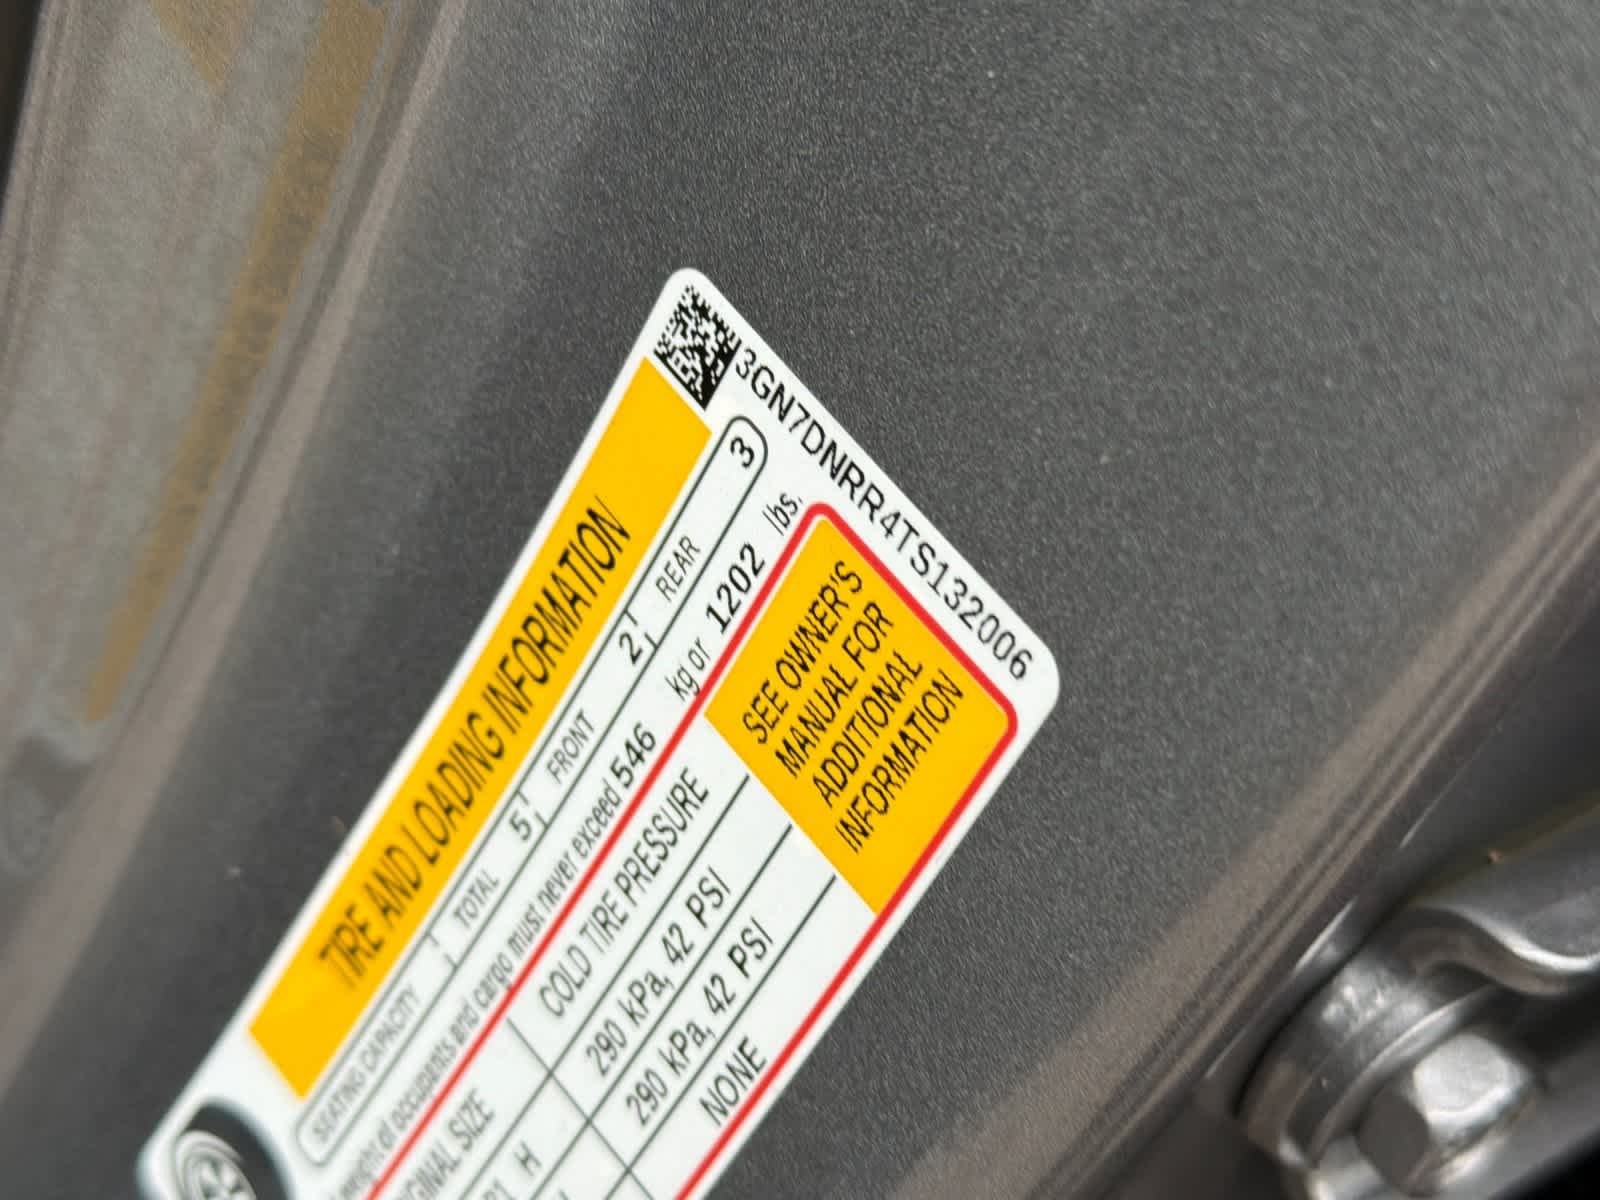 3GN7DNRR4TS132006
TIRE AND LOADING INFORMATION
SEATING CAPACITY TOTAL 5 FRONT 2 REAR 3
weight of occupants and cargo must never exceed 546 kg or 1202 lbs.
SIZE COLD TIRE PRESSURE
H 290 kPa, 42 PSI
290 kPa, 42 PSI
NONE
SEE OWNER'S
MANUAL FOR
ADDITIONAL
INFORMATION